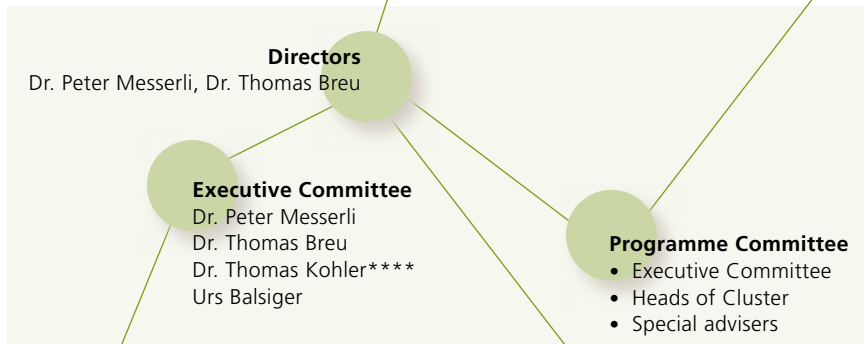 Directors
Dr. Peter Messerli, Dr. Thomas Breu
Executive Committee
Dr. Peter Messerli
Dr. Thomas Breu
Dr. Thomas Kohler****
Urs Balsiger
Programme Committee
• Executive Committee
• Heads of Cluster
• Special advisers